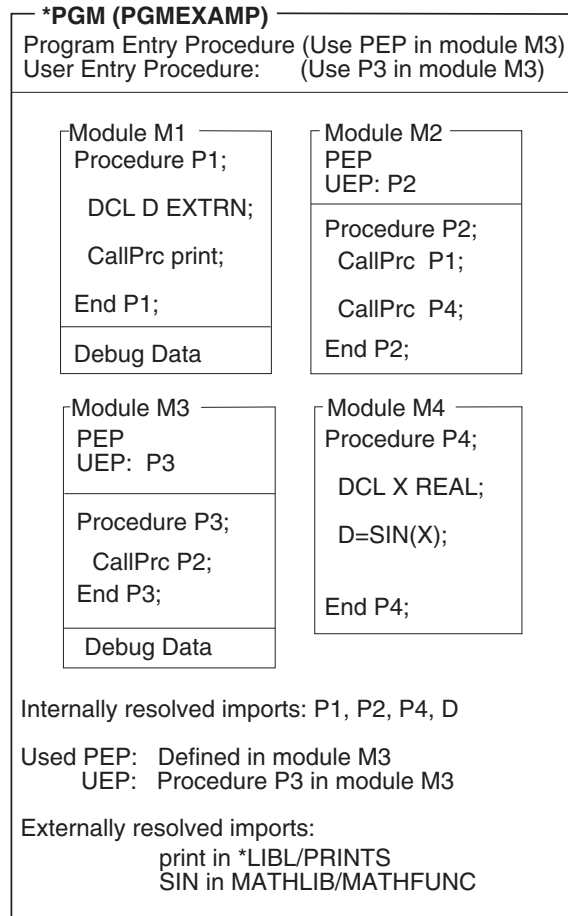 *PGM (PGMEXAMP)
Program Entry Procedure (Use PEP in module M3)
User Entry Procedure: (Use P3 in module M3)
Module M1
Procedure P1;
DCL D EXTRN;
CallPrc print;
End P1;
Debug Data
Module M2
PEP
UEP: P2
Procedure P2;
CallPrc P1;
CallPrc P4;
End P2;
Module M3
PEP
UEP: P3
Procedure P3;
CallPrc P2;
End P3;
Debug Data
Module M4
Procedure P4;
DCL X REAL;
D=SIN(X);
End P4;
Internally resolved imports: P1, P2, P4, D
Used PEP: Defined in module M3
UEP: Procedure P3 in module M3
Externally resolved imports:
print in *LIBL/PRINTS
SIN in MATHLIB/MATHFUNC